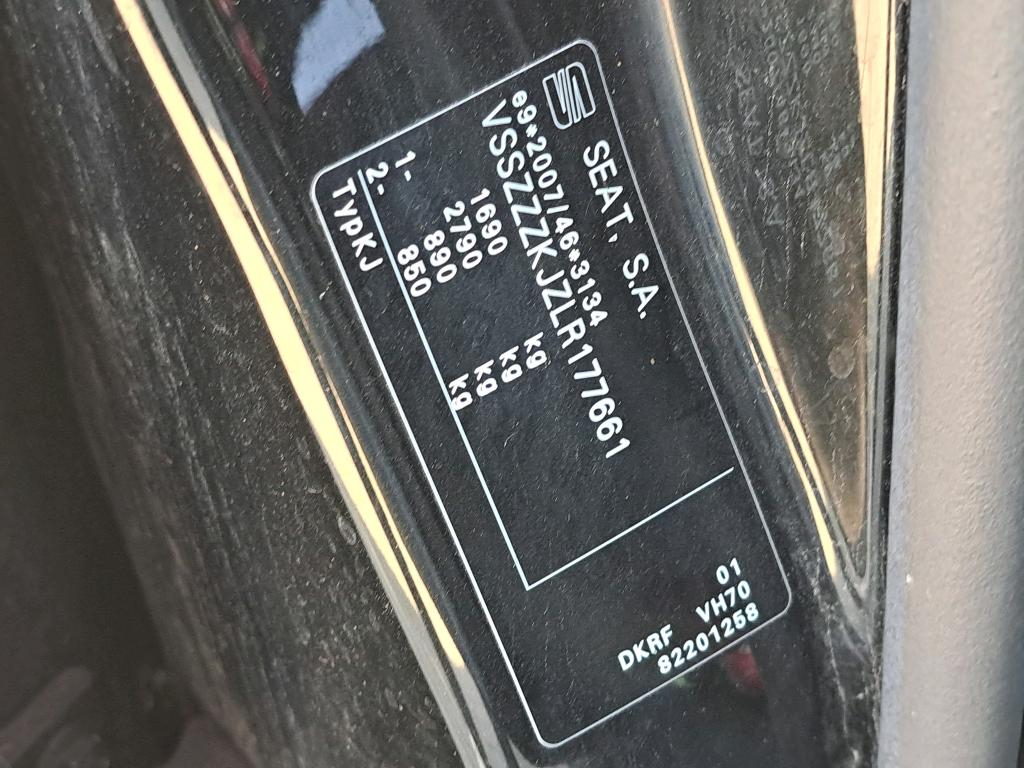 SEAT, S.A.
e9*2007/46*3134
VSSZZZKJZLR177661
1690 kg
2790 kg
1- 890 kg
2- 850 kg
TypKJ
01
VH70
DKRF
82201258